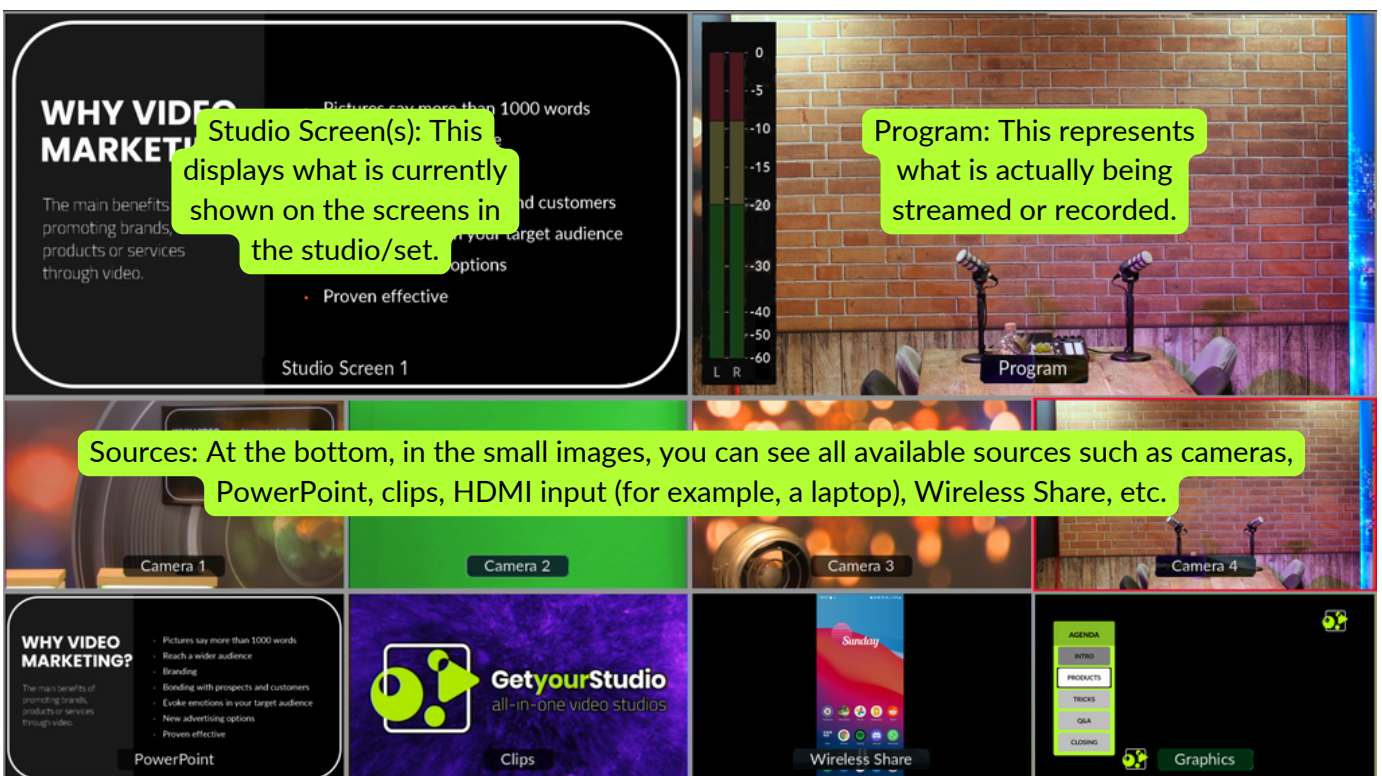 WHY VIDEO
MARKETI
The main benefits
promoting brands,
products or services
through video.
Pictures say more than 1000 words
nd customers
your target audience
options
Proven effective
Studio Screen(s): This
displays what is currently
shown on the screens in
the studio/set.
Studio Screen 1
0
-5
-10
-15
-20
-30
-40
-50
-60
L R
Program: This represents
what is actually being
streamed or recorded.
Program
Sources: At the bottom, in the small images, you can see all available sources such as cameras,
PowerPoint, clips, HDMI input (for example, a laptop), Wireless Share, etc.
Camera 1
Camera 2
Camera 3
Camera 4
WHY VIDEO
MARKETING?
The main benefits of
promoting brands,
products or services
through video.
Pictures say more than 1000 words
Reach a wider audience
Branding
Bonding with prospects and customers
Evoke emotions in your target audience
New advertising options
Proven effective
PowerPoint
GetyourStudio
all-in-one video studios
Clips
Sunday
Wireless Share
AGENDA
INTRO
PRODUCTS
TRICKS
Q&A
CLOSING
Graphics